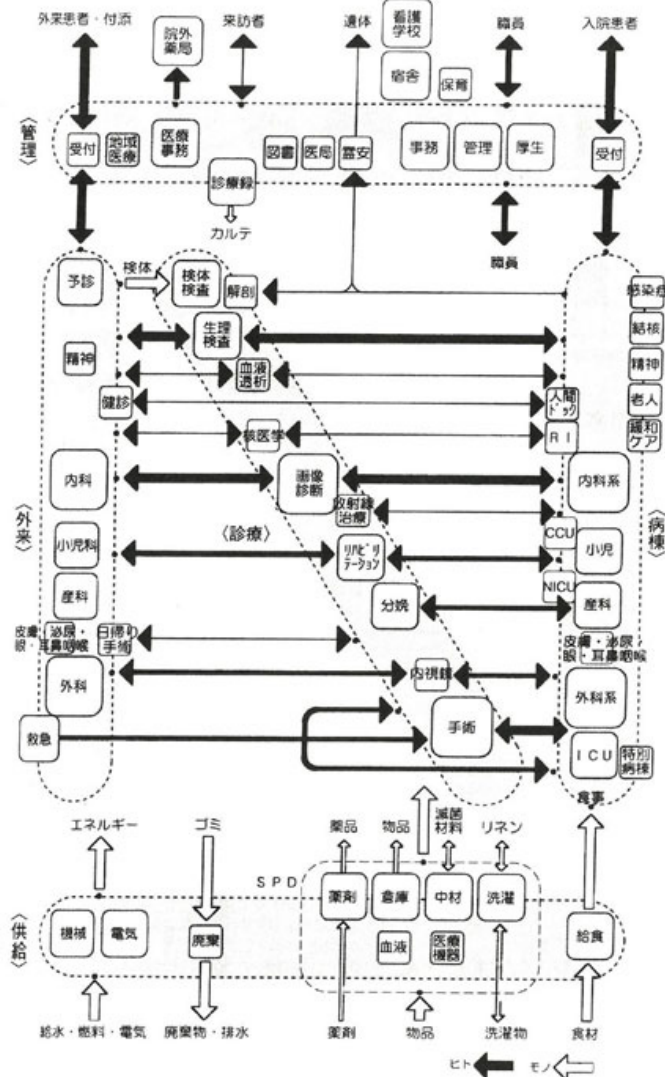 外来患者・付添
院外
薬局
来訪者
遺体
看護
学校
宿舎
保育
職員
入院患者
〈管理〉
受付
地域
医療
医療
事務
診療録
カルテ
図書
医局
霊安
事務
管理
厚生
職員
受付
予診
検体
検体
検査
解剖
感染症
生理
検査
結核
精神
血液
透析
精神
健診
人間
ドック
老人
核医学
RI
緩和
ケア
内科
画像
診断
内科系
放射線
治療
〈外来〉
〈診療〉
〈病棟〉
小児科
リハビリ
テーション
CCU
小児
産科
分娩
NICU
産科
皮膚・泌尿・
眼・耳鼻咽喉
日帰り
手術
皮膚・泌尿・
眼・耳鼻咽喉
外科
内視鏡
外科系
救急
手術
ICU
特別
病棟
食事
エネルギー
ゴミ
薬品
物品
滅菌
材料
リネン
SPD
〈供給〉
機械
電気
廃棄
薬剤
倉庫
中材
洗濯
給食
血液
医療
機器
給水・燃料・電気
廃棄物・排水
薬剤
物品
洗濯物
食材
ヒト
モノ